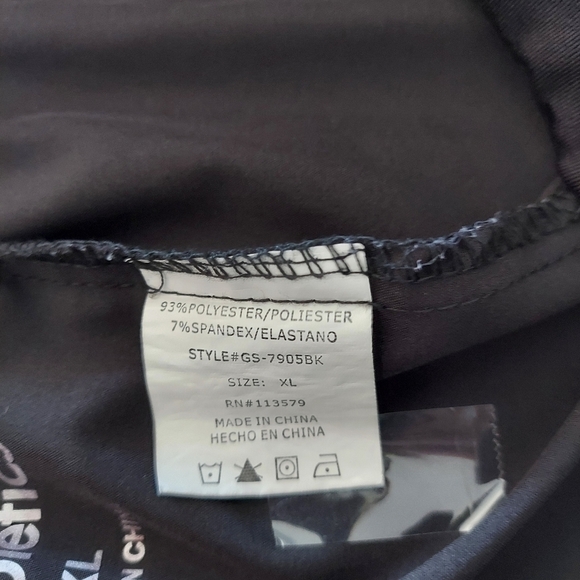 93%POLYESTER/POLIESTER
7%SPANDEX/ELASTANO
STYLE#GS-7905BK
SIZE: XL
RN#113579
MADE IN CHINA
HECHO EN CHINA
XL